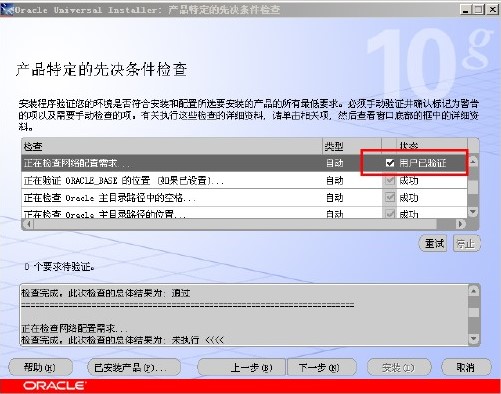 Oracle Universal Installer: 产品特定的先决条件检查
10g
产品特定的先决条件检查
安装程序验证您的环境是否符合安装和配置所选要安装的产品的所有最低要求。必须手动验证并确认标记为警告
的项以及需要手动检查的项。有关执行这些检查的详细资料, 请单击相关项, 然后查看窗口底部的框中的详细资
料。
检查 类型 状态
正在检查网络配置需求... 自动 用户已验证
正在验证 ORACLE_BASE 的位置 (如果已设置)... 自动 成功
正在检查 Oracle 主目录路径中的空格... 自动 成功
正在检查 Oracle 主目录路径的位置... 自动 成功
重试 停止
0 个要求待验证。
检查完成。此次检查的总体结果为: 通过
=======================================================================
正在检查网络配置需求...
检查完成。此次检查的总体结果为: 未执行 <<<<
帮助(H) 已安装产品(P)... 上一步(B) 下一步(N) 安装(I) 取消
ORACLE